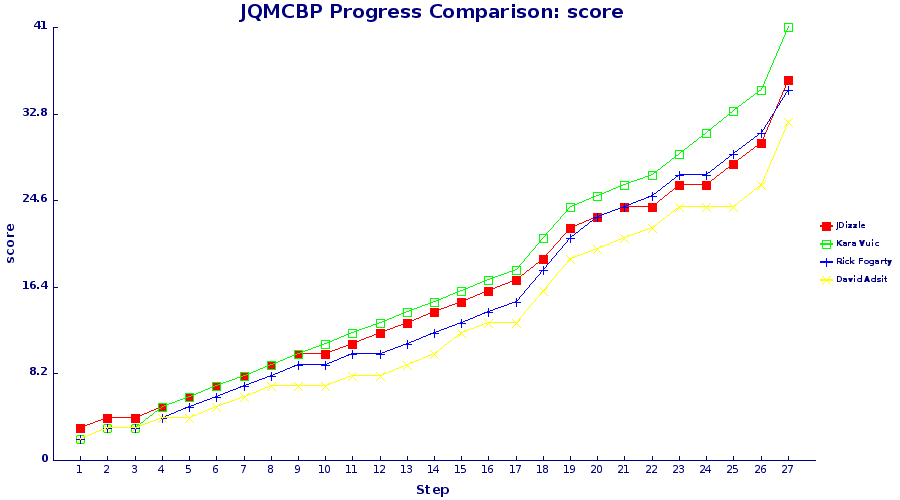 JQMCBP Progress Comparison: score
41
32.8
24.6
16.4
8.2
0
score
1 2 3 4 5 6 7 8 9 10 11 12 13 14 15 16 17 18 19 20 21 22 23 24 25 26 27
Step
JDizzle
Kara Vuic
Rick Fogarty
David Adsit